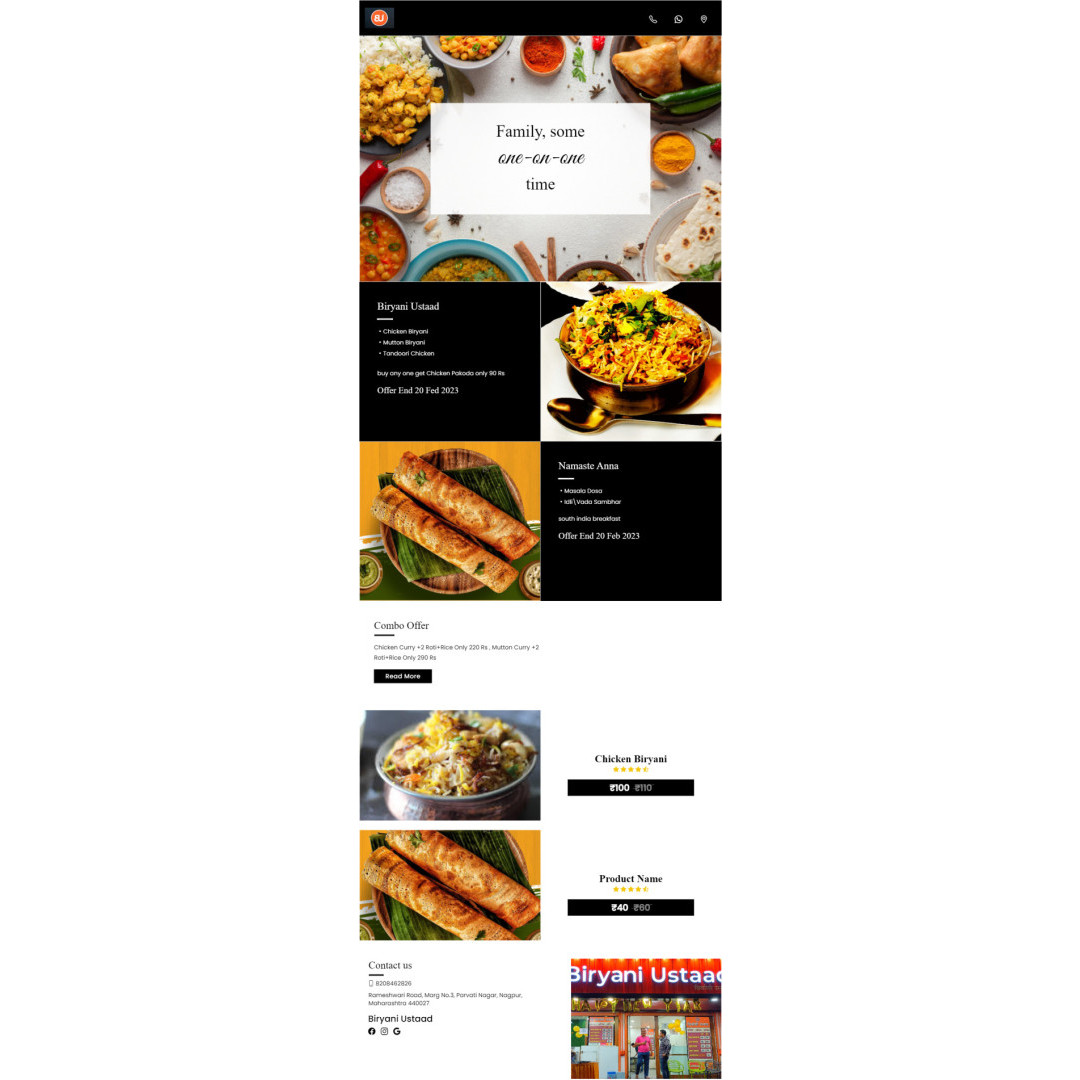 BU
Family, some
one-on-one
time
Biryani Ustaad
• Chicken Biryani
• Mutton Biryani
• Tandoori Chicken
buy any one get Chicken Pakoda only 90 Rs
Offer End 20 Fed 2023
Namaste Anna
• Masala Dosa
• Idli\Vada Sambhar
south india breakfast
Offer End 20 Feb 2023
Combo Offer
Chicken Curry +2 Roti+Rice Only 220 Rs , Mutton Curry +2
Roti+Rice Only 290 Rs
Read More
Chicken Biryani
₹100 ₹110
Product Name
₹40 ₹60
Contact us
8208462826
Rameshwari Road, Marg No.3, Parvati Nagar, Nagpur,
Maharashtra 440027
Biryani Ustaad
Biryani Ustaad